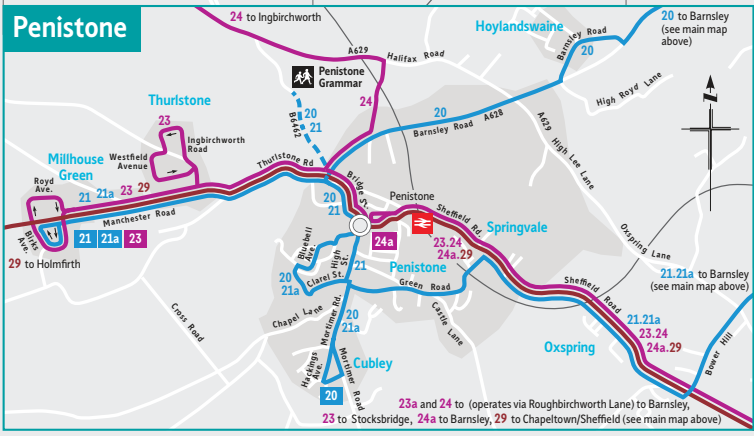 Penistone
24 to Ingbirchworth
Hoylandswaine
Barnsley Road
20
20 to Barnsley
(see main map
above)
A629
Halifax Road
Penistone
Grammar
20
21
B6462
24
20
Barnsley Road A628
High Royd Lane
A629 High Lee Lane
Thurlstone
23
Ingbirchworth
Road
Westfield
Avenue
Millhouse
Green
Royd
Ave.
21 21a 23 29
Thurlstone Rd
Manchester Road
Birks
Ave.
21 21a 23
29 to Holmfirth
Bridge St.
20
21
Penistone
24a
Sheffield Rd.
Springvale
23.24
24a.29
Oxspring Lane
Bluebell
Ave.
High
St.
21
Penistone
20
21a
Clarel St.
Green Road
Sheffield Road
21.21a to Barnsley
(see main map above)
Cross Road
Chapel Lane
Mortimer Rd.
20
21a
Castle Lane
21.21a
23.24
24a.29
Oxspring
Bower Hill
Hackings
Ave.
Mortimer Road
Cubley
20
N
23a and 24 to (operates via Roughbirchworth Lane) to Barnsley,
23 to Stocksbridge, 24a to Barnsley, 29 to Chapeltown/Sheffield (see main map above)